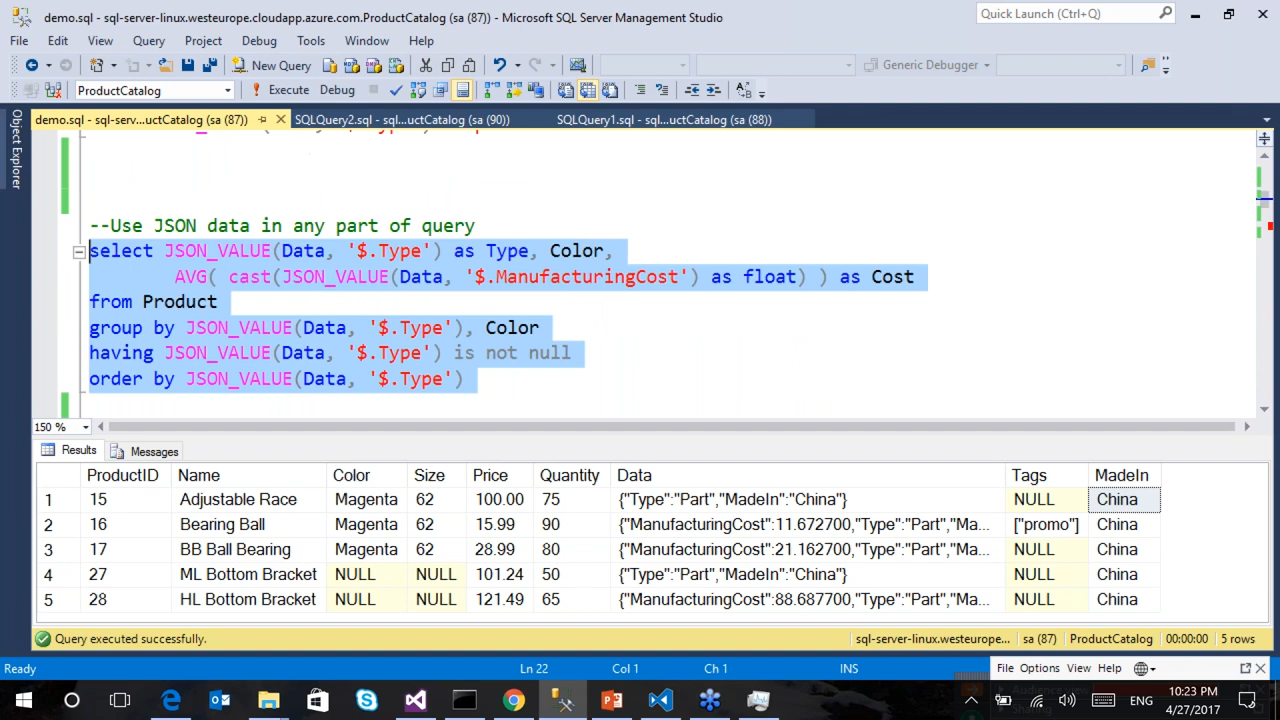 demo.sql - sql-server-linux.westeurope.cloudapp.azure.com.ProductCatalog (sa (87)) - Microsoft SQL Server Management Studio
Quick Launch (Ctrl+Q)
File Edit View Query Project Debug Tools Window Help
New Query
Generic Debugger
ProductCatalog
Execute Debug
demo.sql - sql-serv...uctCatalog (sa (87))
SQLQuery2.sql - sql...uctCatalog (sa (90))
SQLQuery1.sql - sql...uctCatalog (sa (88))
Object Explorer
--Use JSON data in any part of query
select JSON_VALUE(Data, '$.Type') as Type, Color,
AVG( cast(JSON_VALUE(Data, '$.ManufacturingCost') as float) ) as Cost
from Product
group by JSON_VALUE(Data, '$.Type'), Color
having JSON_VALUE(Data, '$.Type') is not null
order by JSON_VALUE(Data, '$.Type')
150 %
Results Messages
ProductID Name Color Size Price Quantity Data Tags MadeIn
1 15 Adjustable Race Magenta 62 100.00 75 {"Type":"Part","MadeIn":"China"} NULL China
2 16 Bearing Ball Magenta 62 15.99 90 {"ManufacturingCost":11.672700,"Type":"Part","Ma... ["promo"] China
3 17 BB Ball Bearing Magenta 62 28.99 80 {"ManufacturingCost":21.162700,"Type":"Part","Ma... NULL China
4 27 ML Bottom Bracket NULL NULL 101.24 50 {"Type":"Part","MadeIn":"China"} NULL China
5 28 HL Bottom Bracket NULL NULL 121.49 65 {"ManufacturingCost":88.687700,"Type":"Part","Ma... NULL China
Query executed successfully.
sql-server-linux.westeurope... sa (87) ProductCatalog 00:00:00 5 rows
Ready Ln 22 Col 1 Ch 1 INS
File Options View Help
ENG
10:23 PM
4/27/2017